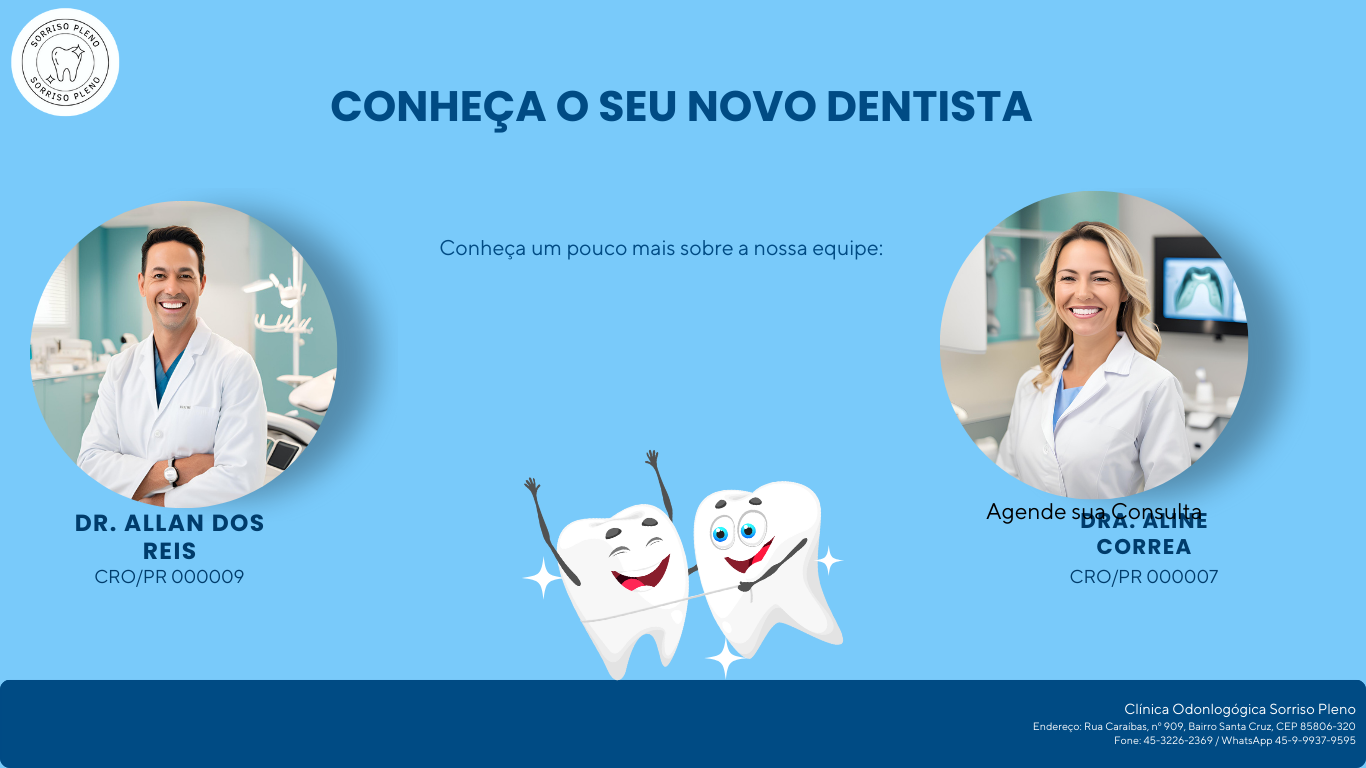 SORRISO PLENO
SORRISO PLENO
CONHEÇA O SEU NOVO DENTISTA
Conheça um pouco mais sobre a nossa equipe:
DR. ALLAN DOS
REIS
CRO/PR 000009
Agende sua Consulta
DRA. ALINE
CORREA
CRO/PR 000007
Clínica Odonlogógica Sorriso Pleno
Endereço: Rua Caraibas, nº 909, Bairro Santa Cruz, CEP 85806-320
Fone: 45-3226-2369 / WhatsApp 45-9-9937-9595